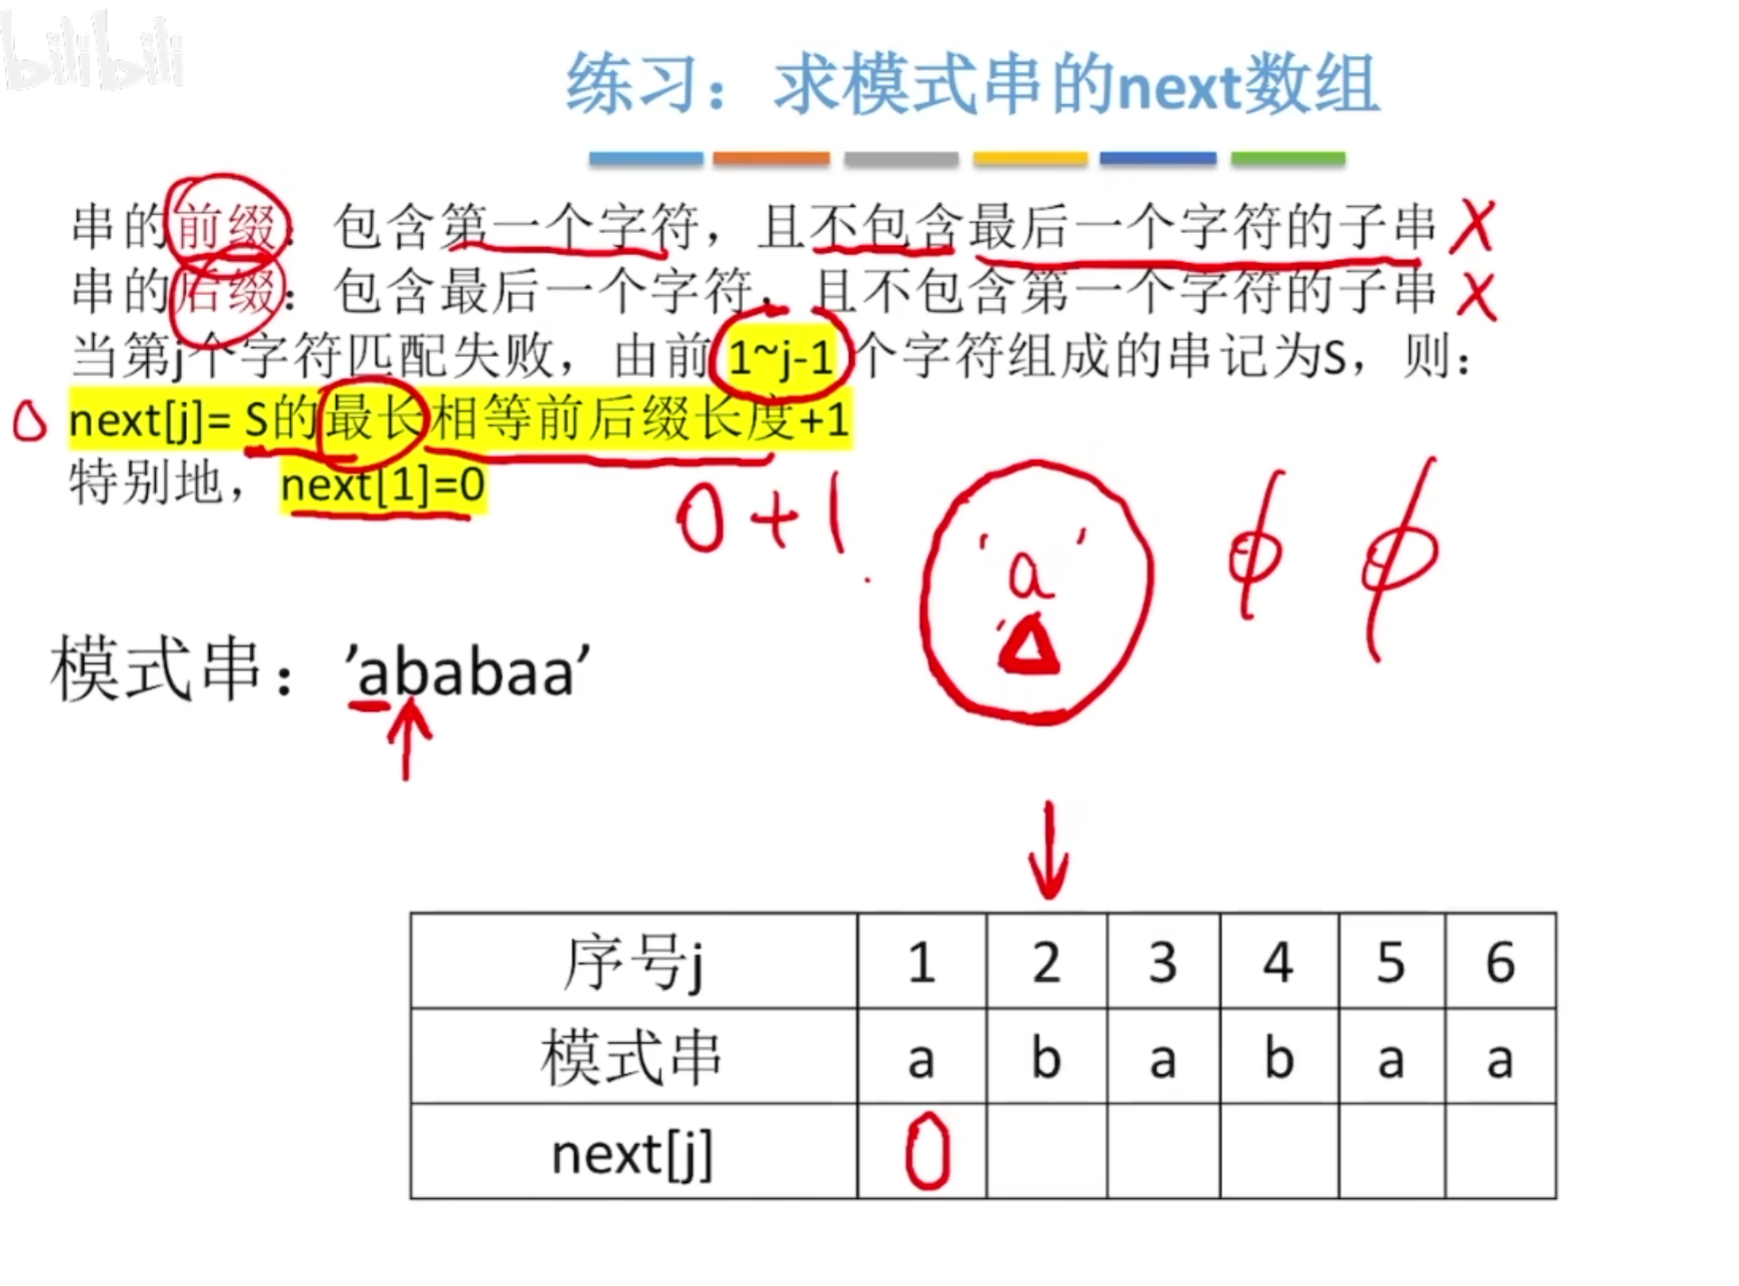 bilibili
练习：求模式串的next数组
串的前缀：包含第一个字符，且不包含最后一个字符的子串 X
串的后缀：包含最后一个字符，且不包含第一个字符的子串 X
当第j个字符匹配失败，由前 1~j-1 个字符组成的串记为S，则：
0 next[j]= S的最长相等前后缀长度+1
特别地， next[1]=0
0+1 'a' ϕ ϕ
模式串：’ababaa’
序号j 1 2 3 4 5 6
模式串 a b a b a a
next[j] 0